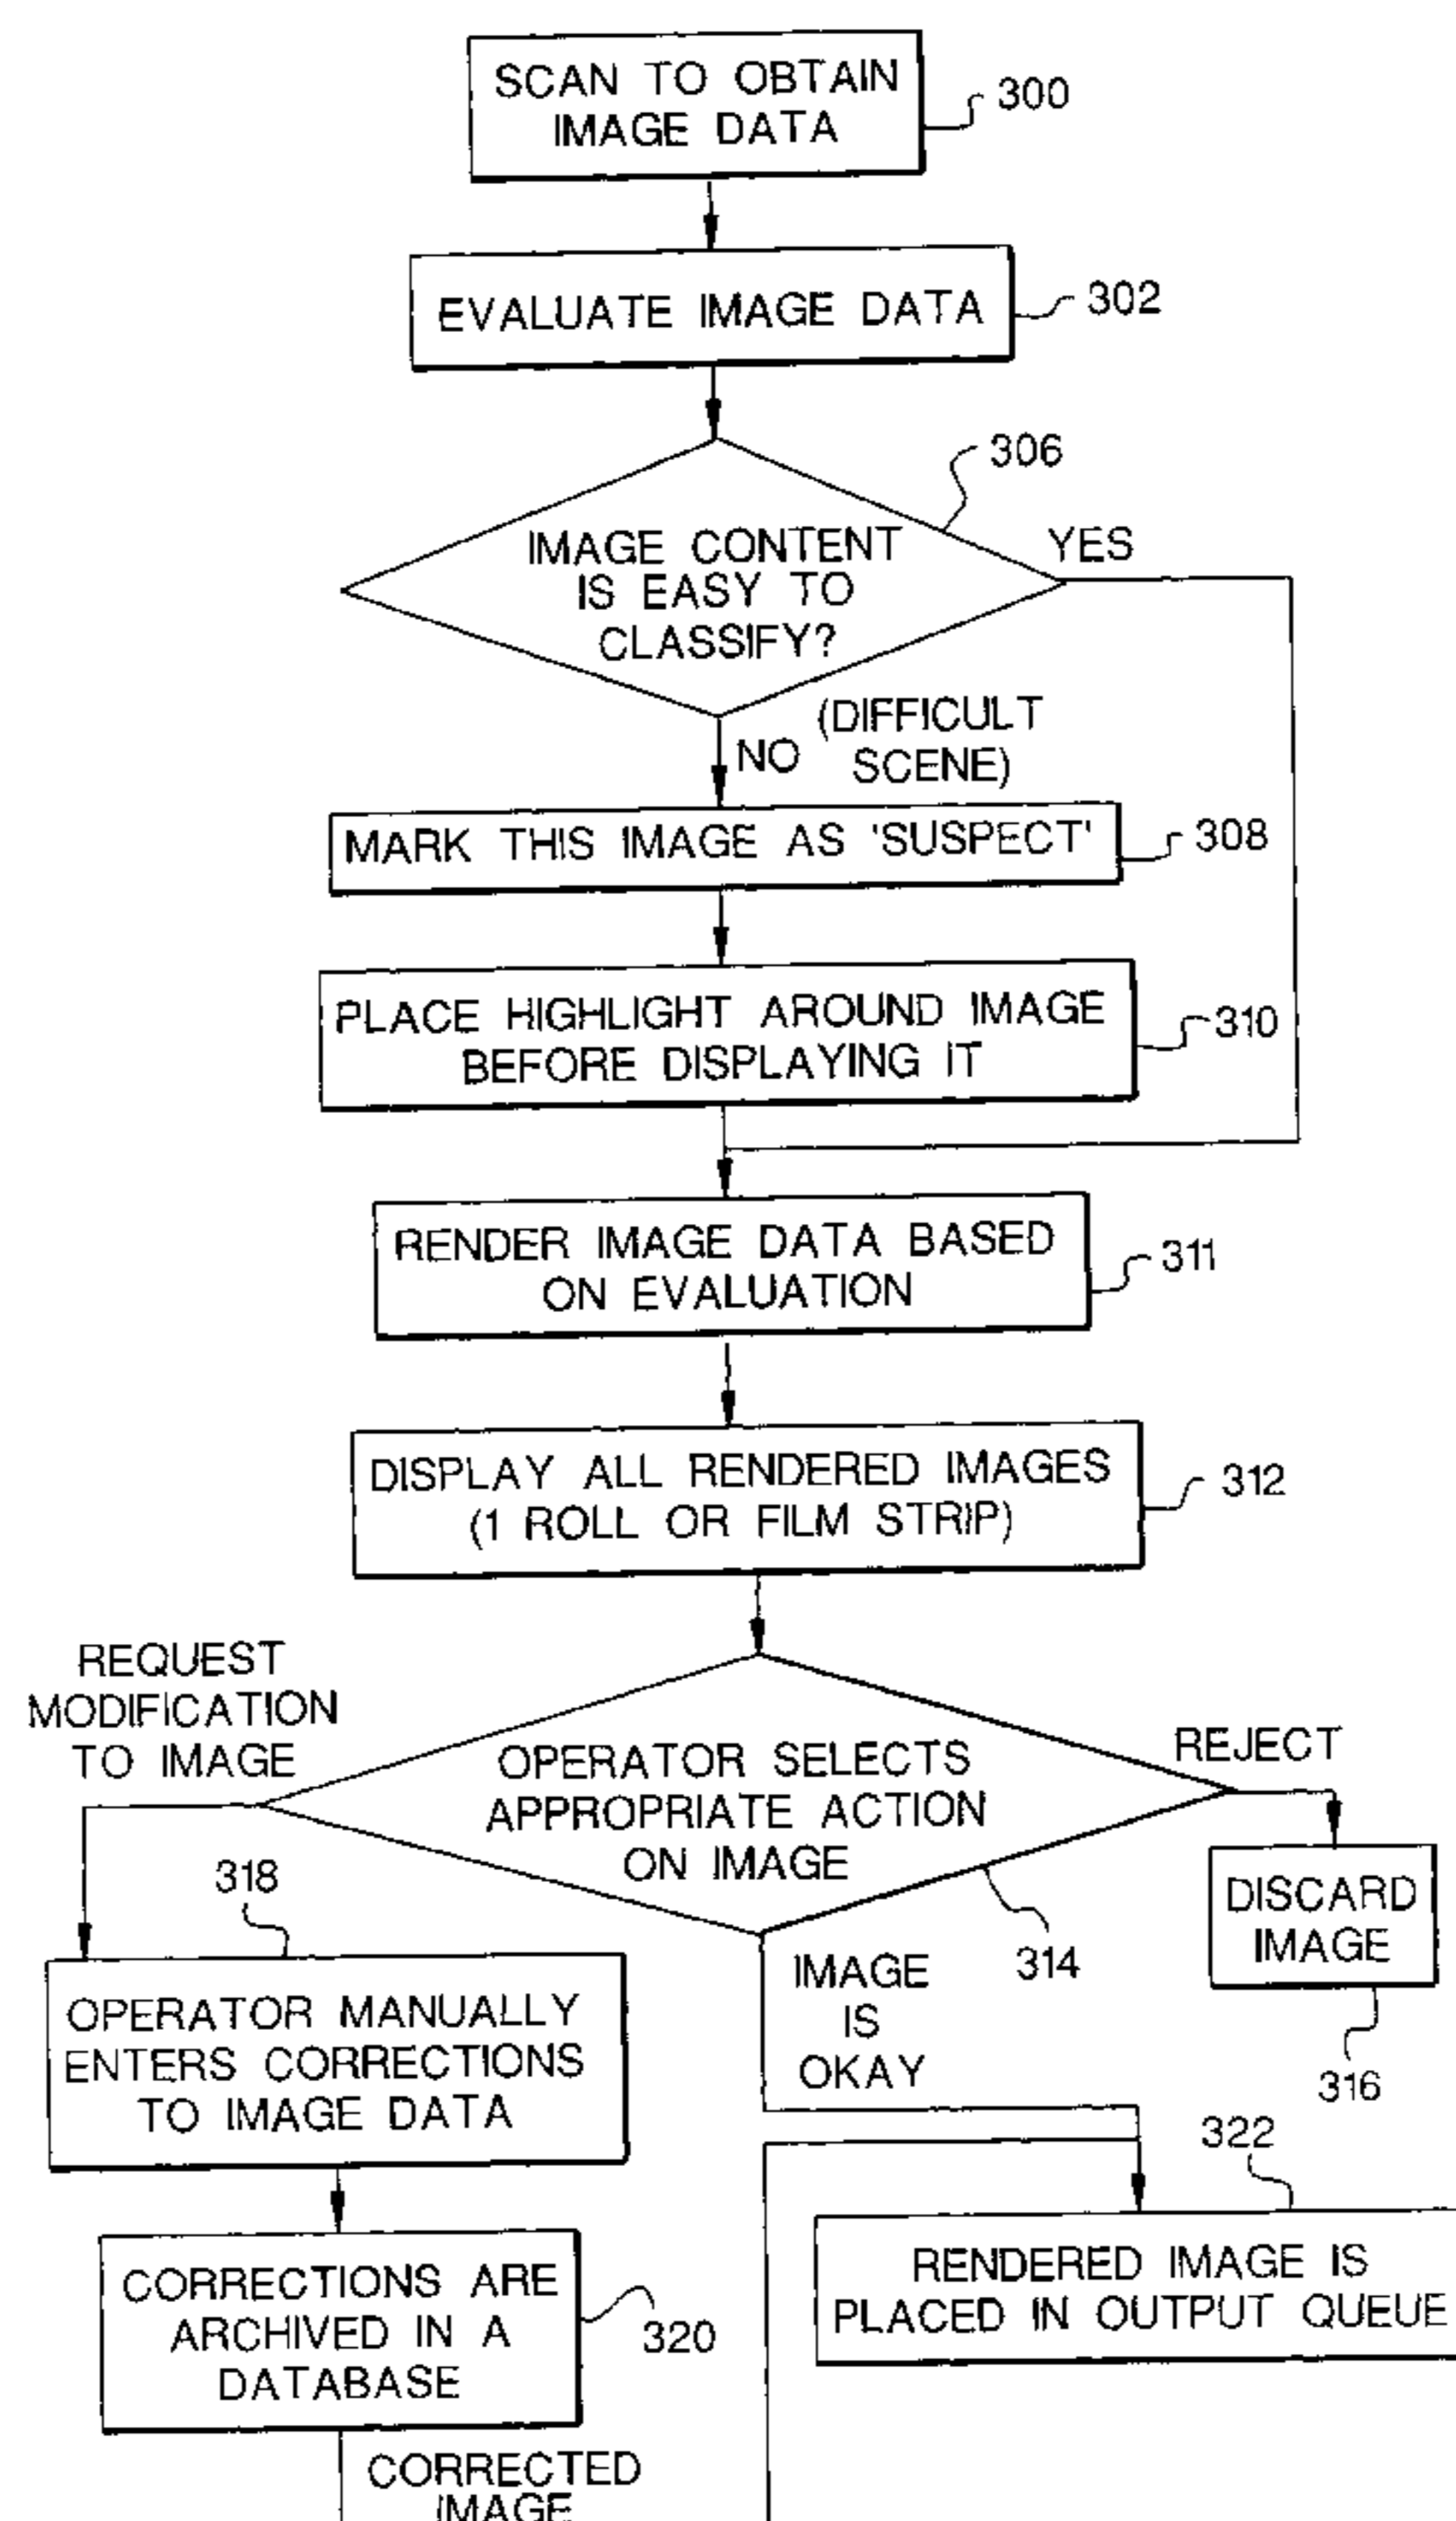 SCAN TO OBTAIN
IMAGE DATA
300
EVALUATE IMAGE DATA
302
306
IMAGE CONTENT
IS EASY TO
CLASSIFY?
YES
NO
(DIFFICULT
SCENE)
MARK THIS IMAGE AS 'SUSPECT'
308
PLACE HIGHLIGHT AROUND IMAGE
BEFORE DISPLAYING IT
310
RENDER IMAGE DATA BASED
ON EVALUATION
311
DISPLAY ALL RENDERED IMAGES
(1 ROLL OR FILM STRIP)
312
REQUEST
MODIFICATION
TO IMAGE
OPERATOR SELECTS
APPROPRIATE ACTION
ON IMAGE
REJECT
314
DISCARD
IMAGE
316
318
OPERATOR MANUALLY
ENTERS CORRECTIONS
TO IMAGE DATA
IMAGE
IS
OKAY
322
RENDERED IMAGE IS
PLACED IN OUTPUT QUEUE
CORRECTIONS ARE
ARCHIVED IN A
DATABASE
320
CORRECTED
IMAGE